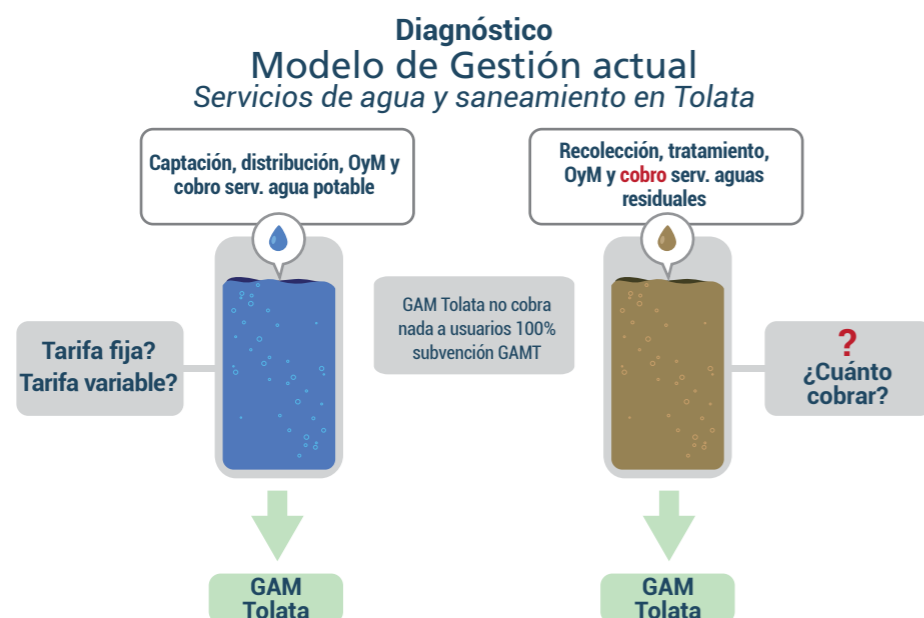 Diagnóstico
Modelo de Gestión actual
Servicios de agua y saneamiento en Tolata
Captación, distribución, OyM y
cobro serv. agua potable
Recolección, tratamiento,
OyM y cobro serv. aguas
residuales
GAM Tolata no cobra
nada a usuarios 100%
subvención GAMT
Tarifa fija?
Tarifa variable?
?
¿Cuánto
cobrar?
GAM
Tolata
GAM
Tolata